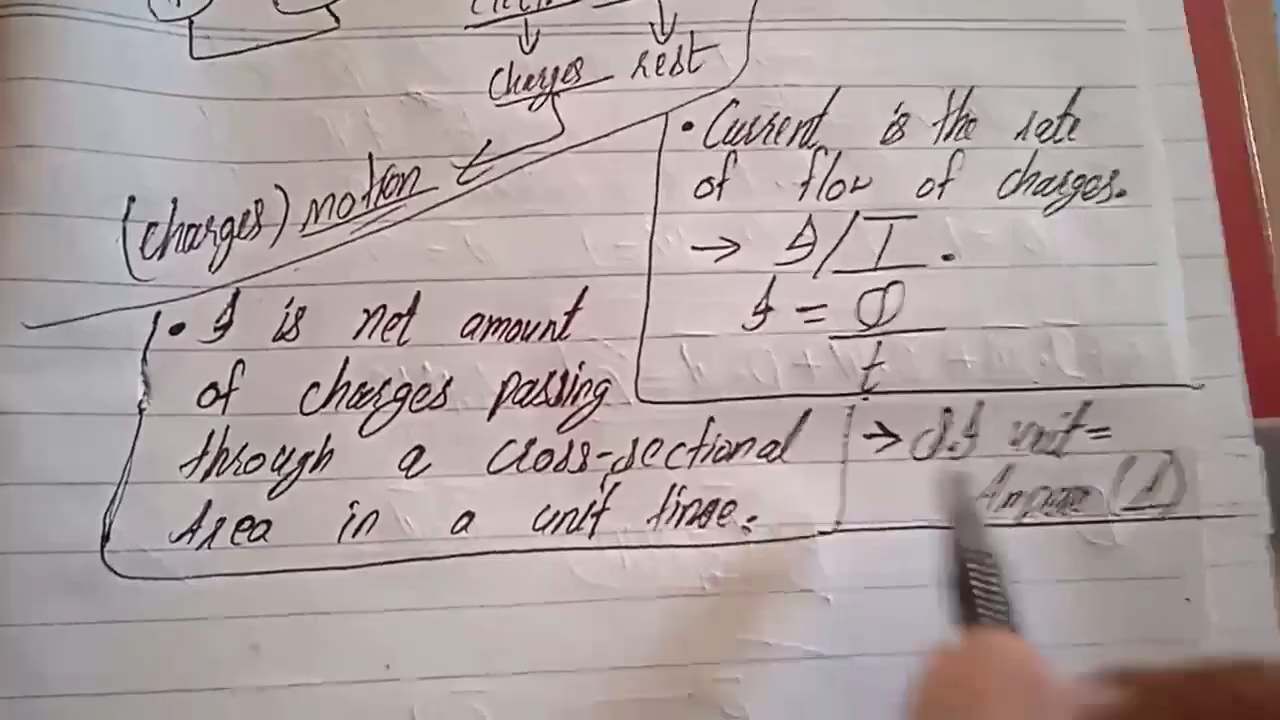 charges rest
(charges) motion
• Current is the rate
of flow of charges.
→ I/I.
I = Q
t
• I is net amount
of charges passing
through a cross-sectional
Area in a unit time.
→ S.I unit =
Ampere (A)